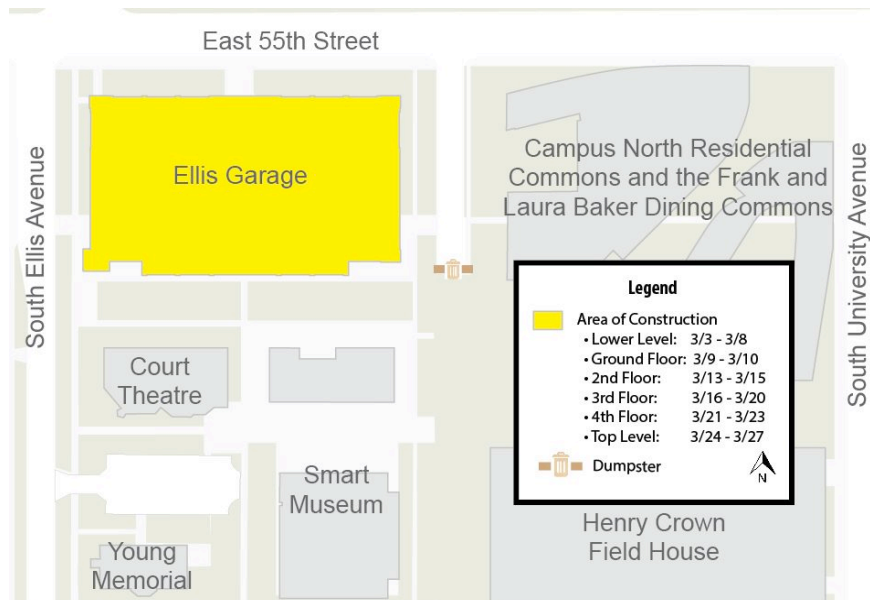 East 55th Street
South Ellis Avenue
Ellis Garage
Campus North Residential
Commons and the Frank and
Laura Baker Dining Commons
South University Avenue
Legend
Area of Construction
• Lower Level: 3/3 - 3/8
• Ground Floor: 3/9 - 3/10
• 2nd Floor: 3/13 - 3/15
• 3rd Floor: 3/16 - 3/20
• 4th Floor: 3/21 - 3/23
• Top Level: 3/24 - 3/27
Dumpster
N
Court
Theatre
Smart
Museum
Henry Crown
Field House
Young
Memorial